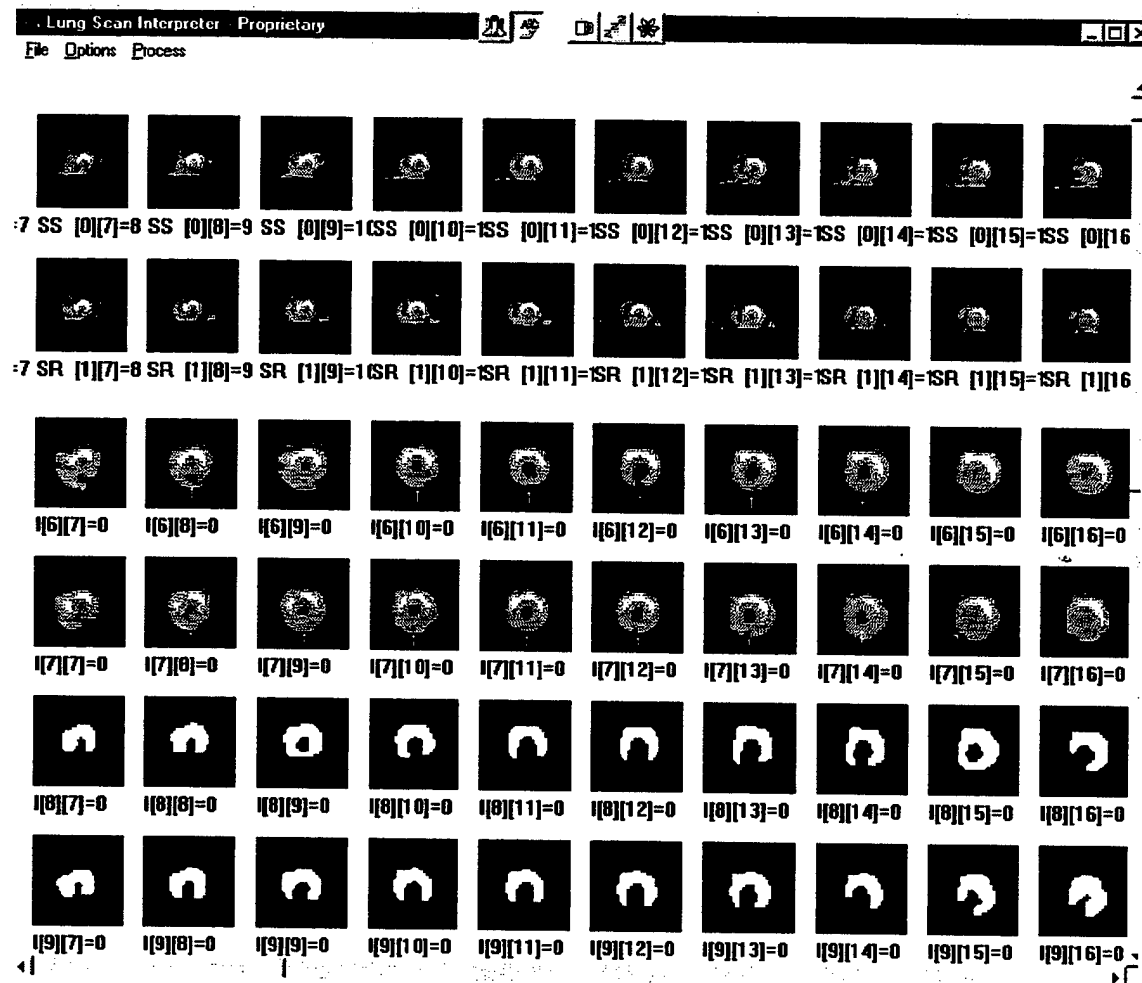 Lung Scan Interpreter - Proprietary
File Options Process
=7 SS [0][7]=8 SS [0][8]=9 SS [0][9]=1(SS [0][10]=1SS [0][11]=1SS [0][12]=1SS [0][13]=1SS [0][14]=1SS [0][15]=1SS [0][16
=7 SR [1][7]=8 SR [1][8]=9 SR [1][9]=1(SR [1][10]=1SR [1][11]=1SR [1][12]=1SR [1][13]=1SR [1][14]=1SR [1][15]=1SR [1][16
I[6][7]=0 I[6][8]=0 I[6][9]=0 I[6][10]=0 I[6][11]=0 I[6][12]=0 I[6][13]=0 I[6][14]=0 I[6][15]=0 I[6][16]=0
I[7][7]=0 I[7][8]=0 I[7][9]=0 I[7][10]=0 I[7][11]=0 I[7][12]=0 I[7][13]=0 I[7][14]=0 I[7][15]=0 I[7][16]=0
I[8][7]=0 I[8][8]=0 I[8][9]=0 I[8][10]=0 I[8][11]=0 I[8][12]=0 I[8][13]=0 I[8][14]=0 I[8][15]=0 I[8][16]=0
I[9][7]=0 I[9][8]=0 I[9][9]=0 I[9][10]=0 I[9][11]=0 I[9][12]=0 I[9][13]=0 I[9][14]=0 I[9][15]=0 I[9][16]=0